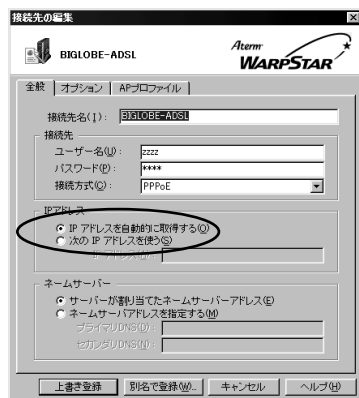 接続先の編集
BIGLOBE-ADSL
Aterm
WARPSTAR
全般 オプション APプロファイル
接続先名(I): BIGLOBE-ADSL
接続先
ユーザー名(U): zzzz
パスワード(P): ****
接続方式(C): PPPoE
IPアドレス
IP アドレスを自動的に取得する(O)
次の IP アドレスを使う(S)
ネームサーバー
サーバーが割り当てたネームサーバーアドレス(E)
ネームサーバアドレスを指定する(M)
プライマリDNS(D):
セカンダリDNS(N):
上書き登録 別名で登録(W)... キャンセル ヘルプ(H)